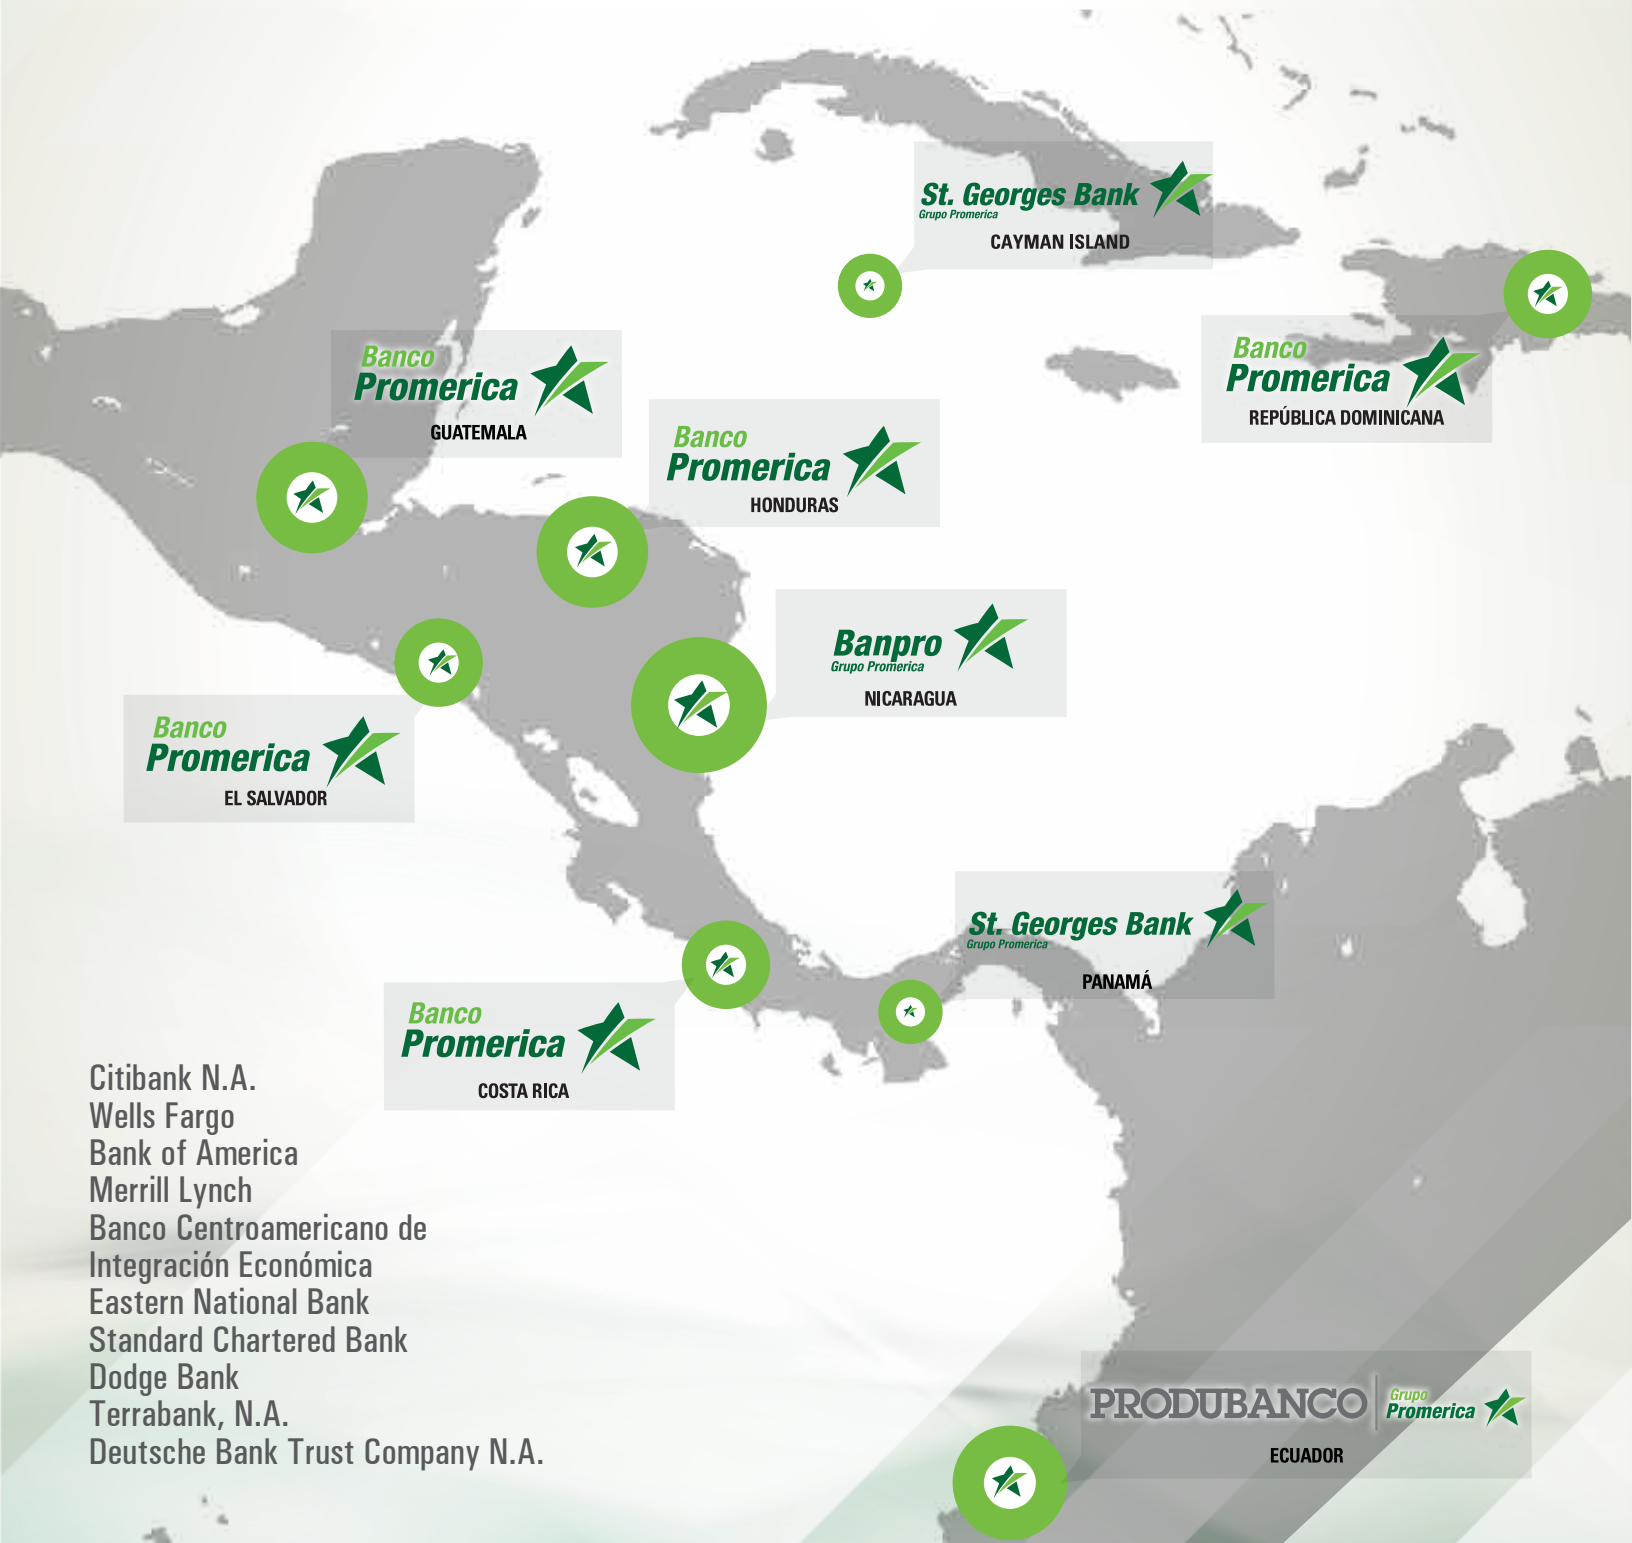 St. Georges Bank
Grupo Promerica
CAYMAN ISLAND
Banco
Promerica
GUATEMALA
Banco
Promerica
REPÚBLICA DOMINICANA
Banco
Promerica
HONDURAS
Banpro
Grupo Promerica
NICARAGUA
Banco
Promerica
EL SALVADOR
St. Georges Bank
Grupo Promerica
PANAMÁ
Banco
Promerica
COSTA RICA
Citibank N.A.
Wells Fargo
Bank of America
Merrill Lynch
Banco Centroamericano de
Integración Económica
Eastern National Bank
Standard Chartered Bank
Dodge Bank
Terrabank, N.A.
Deutsche Bank Trust Company N.A.
PRODUBANCO
Grupo
Promerica
ECUADOR